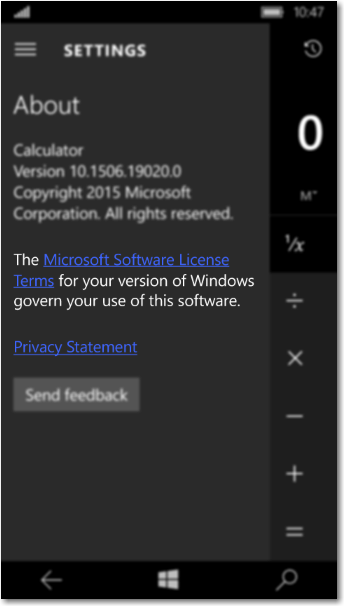 10:47
SETTINGS
0
About
Calculator
Version 10.1506.19020.0
Copyright 2015 Microsoft
Corporation. All rights reserved.
M˅
¹/x
The Microsoft Software License
Terms for your version of Windows
govern your use of this software.
÷
Privacy Statement
×
Send feedback
−
+
=